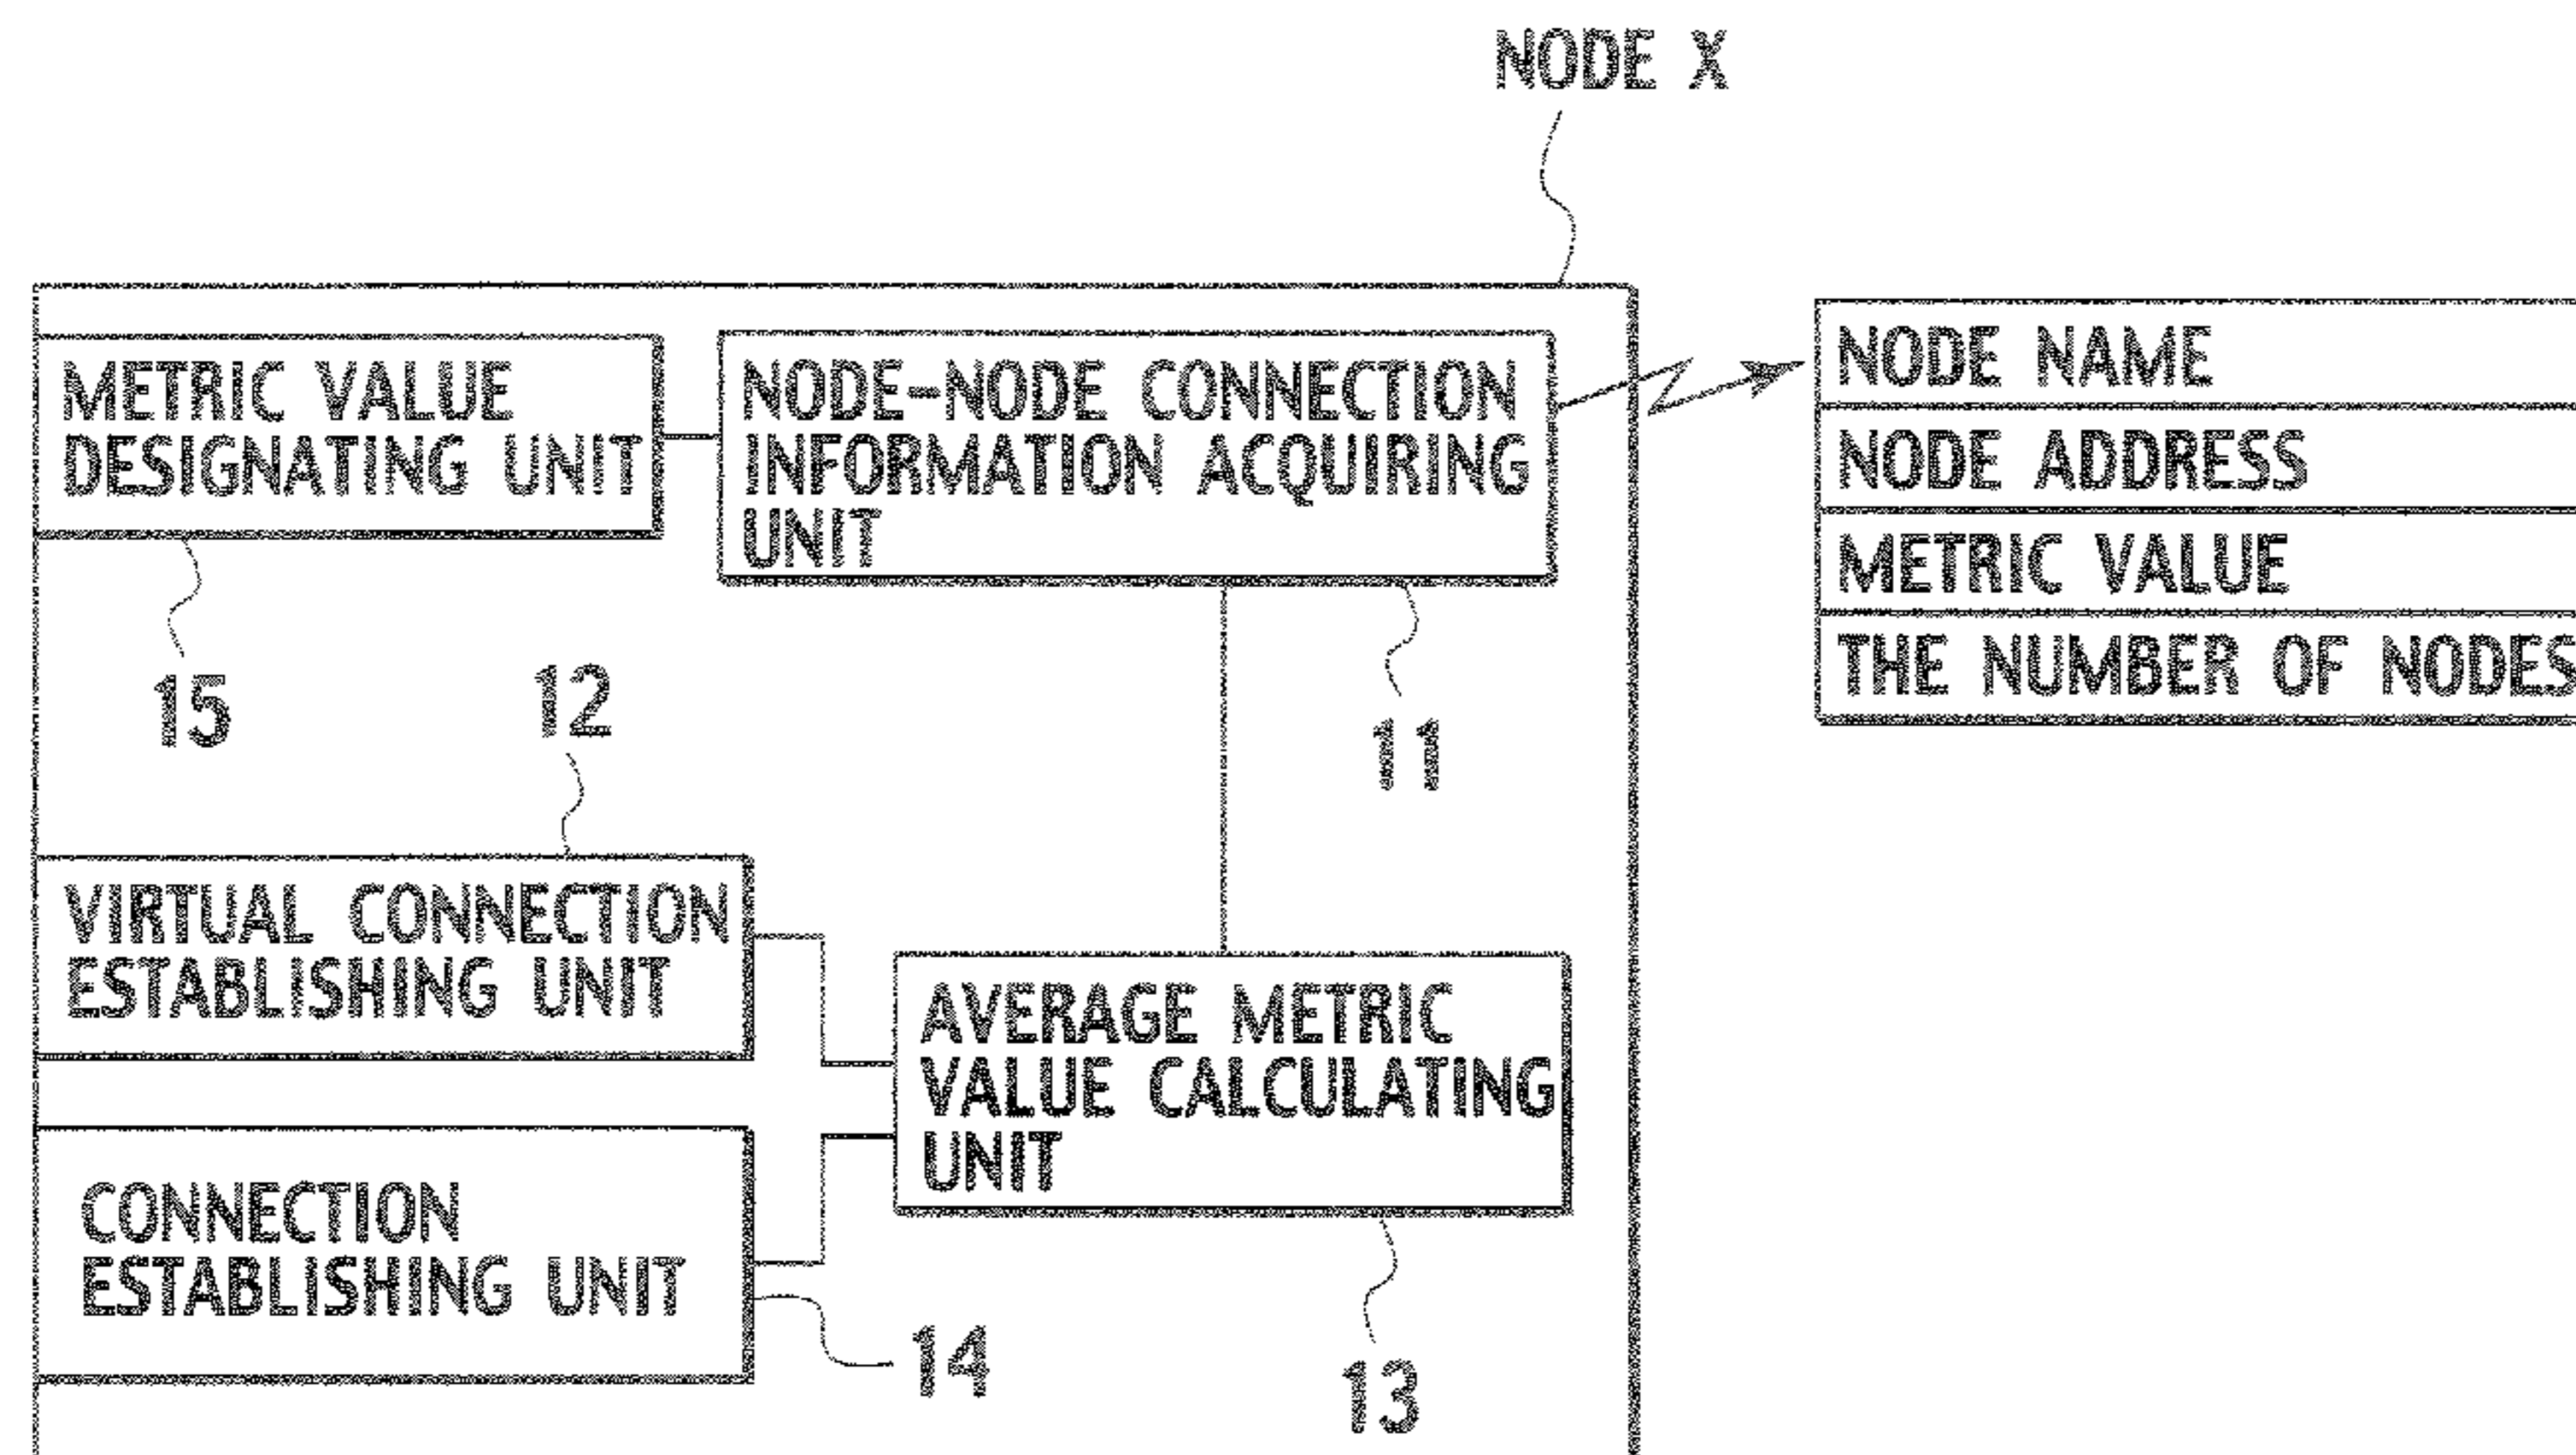 NODE X
METRIC VALUE
DESIGNATING UNIT
NODE-NODE CONNECTION
INFORMATION ACQUIRING
UNIT
NODE NAME
NODE ADDRESS
METRIC VALUE
THE NUMBER OF NODES
15
12
11
VIRTUAL CONNECTION
ESTABLISHING UNIT
AVERAGE METRIC
VALUE CALCULATING
UNIT
CONNECTION
ESTABLISHING UNIT
14
13